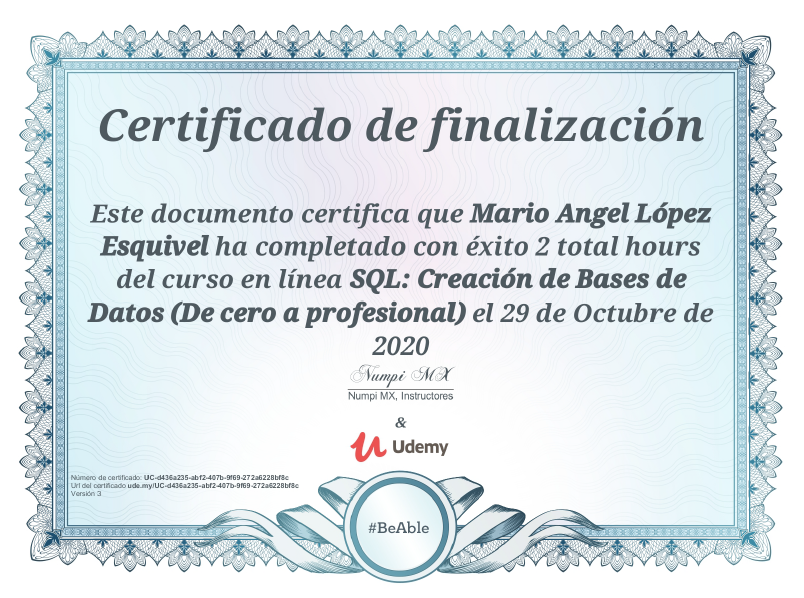 Certificado de finalización
Este documento certifica que Mario Angel López
Esquivel ha completado con éxito 2 total hours
del curso en línea SQL: Creación de Bases de
Datos (De cero a profesional) el 29 de Octubre de
2020
Numpi MX
Numpi MX, Instructores
&
Udemy
Número de certificado: UC-d436a235-abf2-407b-9f69-272a6228bf8c
Url del certificado ude.my/UC-d436a235-abf2-407b-9f69-272a6228bf8c
Versión 3
#BeAble